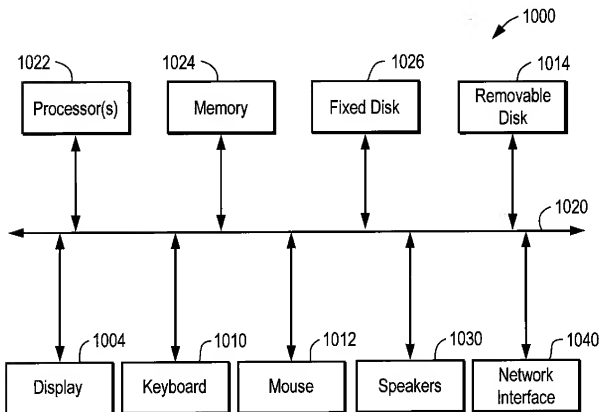 1000
1022
1024
1026
1014
Processor(s)
Memory
Fixed Disk
Removable
Disk
1020
1004
1010
1012
1030
1040
Display
Keyboard
Mouse
Speakers
Network
Interface